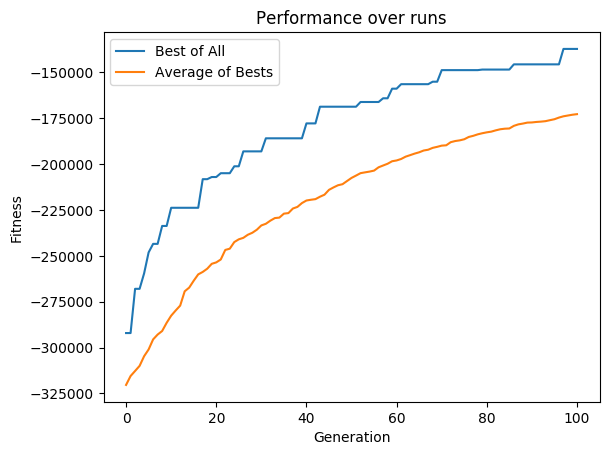 Performance over runs
Best of All
Average of Bests
−150000
−175000
−200000
−225000
−250000
−275000
−300000
−325000
Fitness
0 20 40 60 80 100
Generation